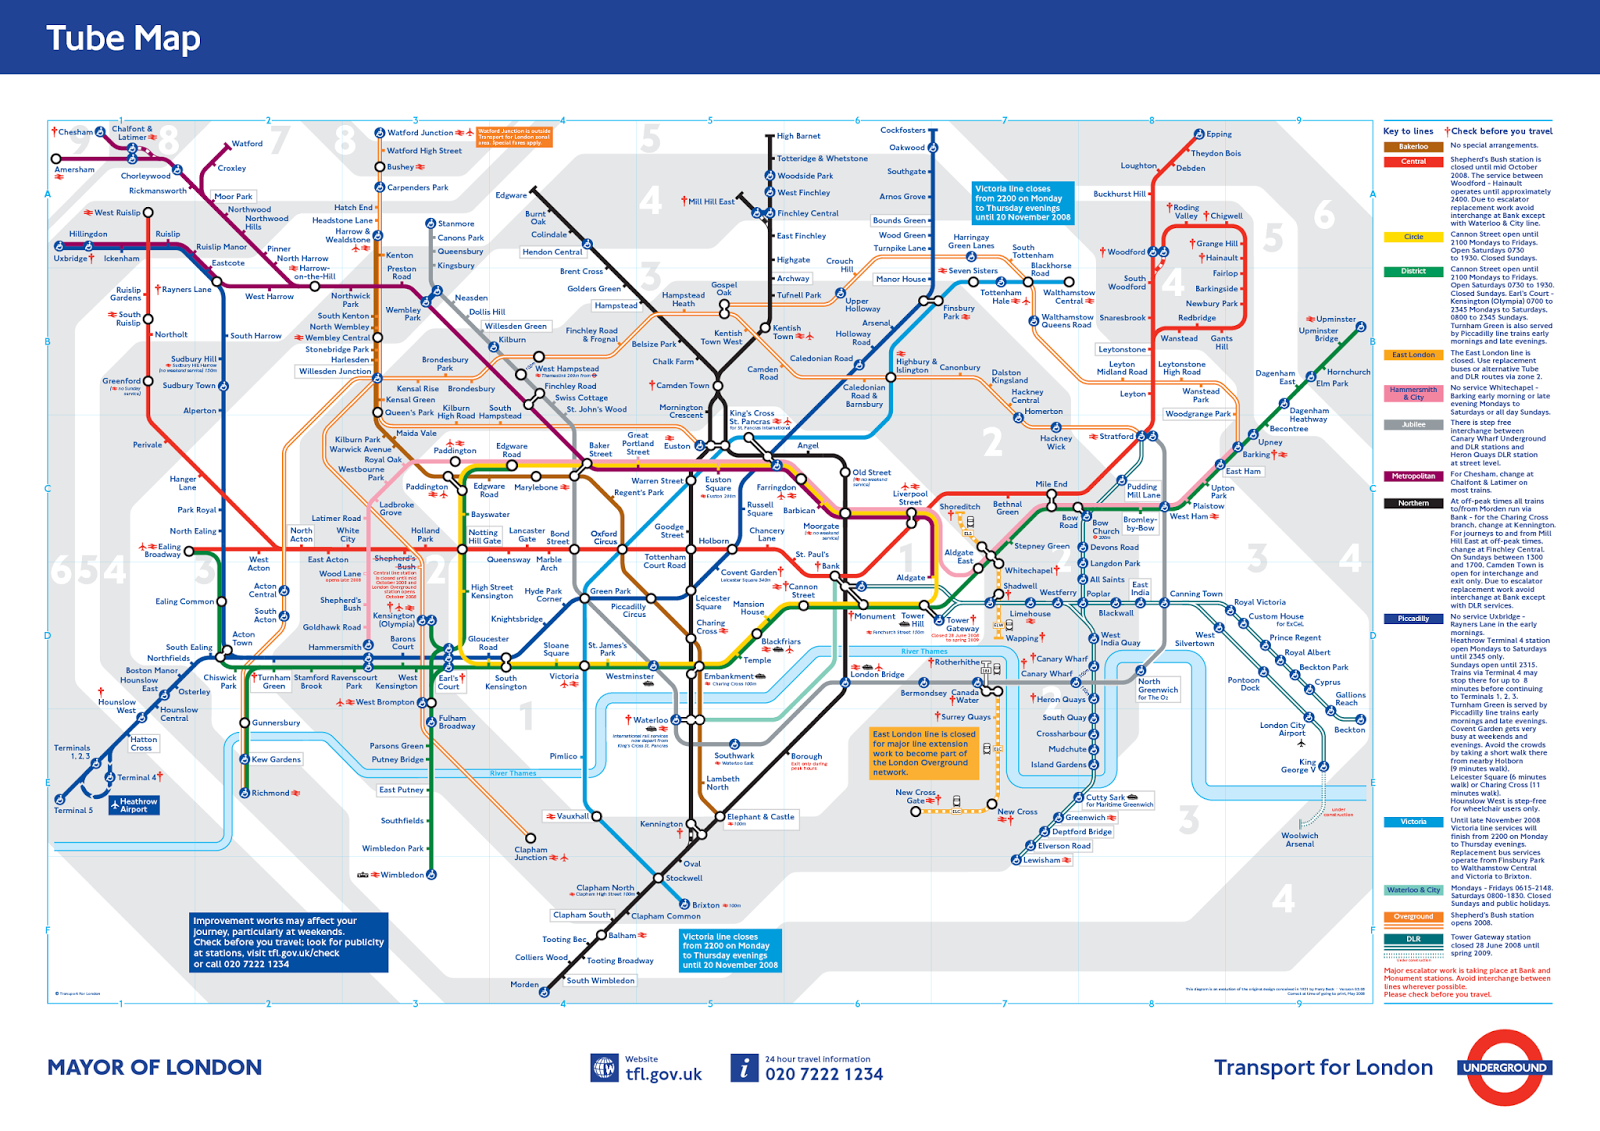 Tube Map
1
2
3
4
5
6
7
8
9
Chesham
Chalfont &
Latimer
Watford
Amersham
Chorleywood
Croxley
Rickmansworth
Moor Park
Northwood
Northwood
Hills
West Ruislip
Hillingdon
Ruislip
Uxbridge
Ickenham
Ruislip Manor
Eastcote
Pinner
North Harrow
Harrow-
on-the-Hill
Ruislip
Gardens
Rayners Lane
West Harrow
South
Ruislip
Northolt
South Harrow
Sudbury Hill
Greenford
Sudbury Town
Alperton
Perivale
Hanger
Lane
Park Royal
North Ealing
Ealing
Broadway
West
Acton
North
Acton
East Acton
White
City
Wood Lane
Shepherd's
Bush
Ealing Common
Acton
Central
South
Acton
Acton
Town
South Ealing
Northfields
Boston Manor
Hounslow
East
Osterley
Hounslow
West
Hounslow
Central
Hatton
Cross
Terminals
1, 2, 3
Terminal 4
Terminal 5
Heathrow
Airport
Chiswick
Park
Turnham
Green
Stamford
Brook
Ravenscourt
Park
West
Kensington
Gunnersbury
Kew Gardens
Richmond
Watford Junction
Watford Junction is outside
Transport for London zonal
area. Special fares apply.
Watford High Street
Bushey
Carpenders Park
Hatch End
Headstone Lane
Harrow &
Wealdstone
Kenton
Preston
Road
Northwick
Park
South Kenton
North Wembley
Wembley Central
Stonebridge Park
Harlesden
Willesden Junction
Wembley
Park
Stanmore
Canons Park
Queensbury
Kingsbury
Neasden
Dollis Hill
Willesden Green
Kilburn
West Hampstead
Finchley Road
Swiss Cottage
St. John's Wood
Brondesbury
Park
Kensal Rise
Brondesbury
Kensal Green
Queen's Park
Kilburn
High Road
South
Hampstead
Kilburn Park
Maida Vale
Warwick Avenue
Royal Oak
Westbourne
Park
Ladbroke
Grove
Latimer Road
Paddington
Paddington
Edgware
Road
Edgware
Road
Marylebone
Baker
Street
Great
Portland
Street
Regent's Park
Bayswater
Notting
Hill Gate
Holland
Park
Shepherd's
Bush
Lancaster
Gate
Queensway
Marble
Arch
Bond
Street
Oxford
Circus
High Street
Kensington
Kensington
(Olympia)
Goldhawk Road
Hammersmith
Barons
Court
Gloucester
Road
Earl's
Court
South
Kensington
Knightsbridge
Hyde Park
Corner
Green Park
Piccadilly
Circus
Sloane
Square
Victoria
St. James's
Park
Westminster
West Brompton
Fulham
Broadway
Parsons Green
Putney Bridge
East Putney
Southfields
Wimbledon Park
Wimbledon
Clapham
Junction
Pimlico
Vauxhall
Edgware
Burnt
Oak
Colindale
Hendon Central
Brent Cross
Golders Green
Hampstead
Hampstead
Heath
Finchley Road
& Frognal
Belsize Park
Chalk Farm
Camden Town
Mornington
Crescent
Euston
High Barnet
Totteridge & Whetstone
Woodside Park
West Finchley
Mill Hill East
Finchley Central
East Finchley
Highgate
Archway
Tufnell Park
Gospel
Oak
Kentish
Town
Kentish
Town West
Camden
Road
Crouch
Hill
Upper
Holloway
Cockfosters
Oakwood
Southgate
Arnos Grove
Bounds Green
Wood Green
Turnpike Lane
Manor House
Finsbury
Park
Arsenal
Holloway
Road
Caledonian Road
Caledonian
Road &
Barnsbury
Highbury &
Islington
Canonbury
Dalston
Kingsland
Hackney
Central
Homerton
Hackney
Wick
Harringay
Green Lanes
Seven Sisters
South
Tottenham
Tottenham
Hale
Blackhorse
Road
Walthamstow
Central
Walthamstow
Queens Road
Leyton
Midland Road
Leytonstone
High Road
Wanstead
Park
Woodgrange Park
Victoria line closes
from 2200 on Monday
to Thursday evenings
until 20 November 2008
Epping
Theydon Bois
Debden
Loughton
Buckhurst Hill
Roding
Valley
Chigwell
Grange Hill
Hainault
Fairlop
Barkingside
Newbury Park
Redbridge
Gants
Hill
Wanstead
Woodford
South
Woodford
Snaresbrook
Leytonstone
Leyton
Stratford
Upminster
Upminster
Bridge
Hornchurch
Elm Park
Dagenham
East
Dagenham
Heathway
Becontree
Upney
Barking
East Ham
Upton
Park
Plaistow
West Ham
Pudding
Mill Lane
Mile End
Bow
Road
Bow
Church
Bromley-
by-Bow
Bethnal
Green
Stepney Green
Whitechapel
Shoreditch
Aldgate
East
Aldgate
Liverpool
Street
Moorgate
Old Street
Angel
King's Cross
St. Pancras
Farringdon
Barbican
Euston
Square
Warren Street
Goodge
Street
Tottenham
Court Road
Russell
Square
Holborn
Chancery
Lane
St. Paul's
Bank
Covent Garden
Leicester
Square
Charing
Cross
Cannon
Street
Mansion
House
Blackfriars
Temple
Embankment
Monument
Tower
Hill
Tower
Gateway
Shadwell
Limehouse
Westferry
Poplar
Wapping
Rotherhithe
Canada
Water
Bermondsey
London Bridge
Surrey Quays
New Cross
Gate
New Cross
Devons Road
Langdon Park
All Saints
East
India
Blackwall
Canning Town
Royal Victoria
Custom House
for ExCeL
Prince Regent
Royal Albert
Beckton Park
Cyprus
Gallions
Reach
Beckton
West
Silvertown
Pontoon
Dock
London City
Airport
King
George V
under
construction
Woolwich
Arsenal
West
India Quay
Canary Wharf
Canary Wharf
Heron Quays
South Quay
Crossharbour
Mudchute
Island Gardens
Cutty Sark
for Maritime Greenwich
Greenwich
Deptford Bridge
Elverson Road
Lewisham
North
Greenwich
for The O2
Waterloo
Southwark
Lambeth
North
Borough
Elephant & Castle
Kennington
Oval
Stockwell
Brixton
Clapham North
Clapham Common
Clapham South
Balham
Tooting Bec
Tooting Broadway
Colliers Wood
South Wimbledon
Morden
River Thames
River Thames
East London line is closed
for major line extension
work to become part of
the London Overground
network.
Improvement works may affect your
journey, particularly at weekends.
Check before you travel; look for publicity
at stations, visit tfl.gov.uk/check
or call 020 7222 1234
Victoria line closes
from 2200 on Monday
to Thursday evenings
until 20 November 2008
Key to lines
†Check before you travel
Bakerloo
No special arrangements.
Central
Shepherd's Bush station is
closed until mid October
2008. The service between
Woodford - Hainault
operates until approximately
2400. Due to escalator
replacement work avoid
interchange at Bank except
with Waterloo & City line.
Circle
Cannon Street open until
2100 Mondays to Fridays.
Open Saturdays 0730
to 1930. Closed Sundays.
District
Cannon Street open until
2100 Mondays to Fridays.
Open Saturdays 0730 to 1930.
Closed Sundays. Earl's Court -
Kensington (Olympia) 0700 to
2345 Mondays to Saturdays.
0800 to 2345 Sundays.
Turnham Green is also served
by Piccadilly line trains early
mornings and late evenings.
East London
The East London line is
closed. Use replacement
buses or alternative Tube
and DLR routes via zone 2.
Hammersmith
& City
No service Whitechapel -
Barking early morning or late
evening Mondays to
Saturdays or all day Sundays.
Jubilee
There is step free
interchange between
Canary Wharf Underground
and DLR stations and
Heron Quays DLR station
at street level.
Metropolitan
For Chesham, change at
Chalfont & Latimer on
most trains.
Northern
At off-peak times all trains
to/from Morden run via
Bank - for the Charing Cross
branch, change at Kennington.
For journeys to and from Mill
Hill East at off-peak times,
change at Finchley Central.
On Sundays between 1300
and 1700, Camden Town is
open for interchange and
exit only. Due to escalator
replacement work avoid
interchange at Bank except
with DLR services.
Piccadilly
No service Uxbridge -
Rayners Lane in the early
mornings.
Heathrow Terminal 4 station
open Mondays to Saturdays
until 2345 only.
Sundays open until 2315.
Trains via Terminal 4 may
stop there for up to 8
minutes before continuing
to Terminals 1, 2, 3.
Turnham Green is served by
Piccadilly line trains early
mornings and late evenings.
Covent Garden gets very
busy at weekends and
evenings. Avoid the crowds
by taking a short walk there
from nearby Holborn
(9 minutes walk),
Leicester Square (6 minutes
walk) or Charing Cross (11
minutes walk).
Hounslow West is step-free
for wheelchair users only.
Victoria
Until late November 2008
Victoria line services will
finish from 2200 on Monday
to Thursday evenings.
Replacement bus services
operate from Finsbury Park
to Walthamstow Central
and Victoria to Brixton.
Waterloo & City
Mondays - Fridays 0615-2148.
Saturdays 0800-1830. Closed
Sundays and public holidays.
Overground
Shepherd's Bush station
opens 2008.
DLR
Tower Gateway station
closed 28 June 2008 until
spring 2009.
Major escalator work is taking place at Bank and
Monument stations. Avoid interchange between
lines wherever possible.
Please check before you travel.
MAYOR OF LONDON
Website
tfl.gov.uk
24 hour travel information
020 7222 1234
Transport for London
UNDERGROUND